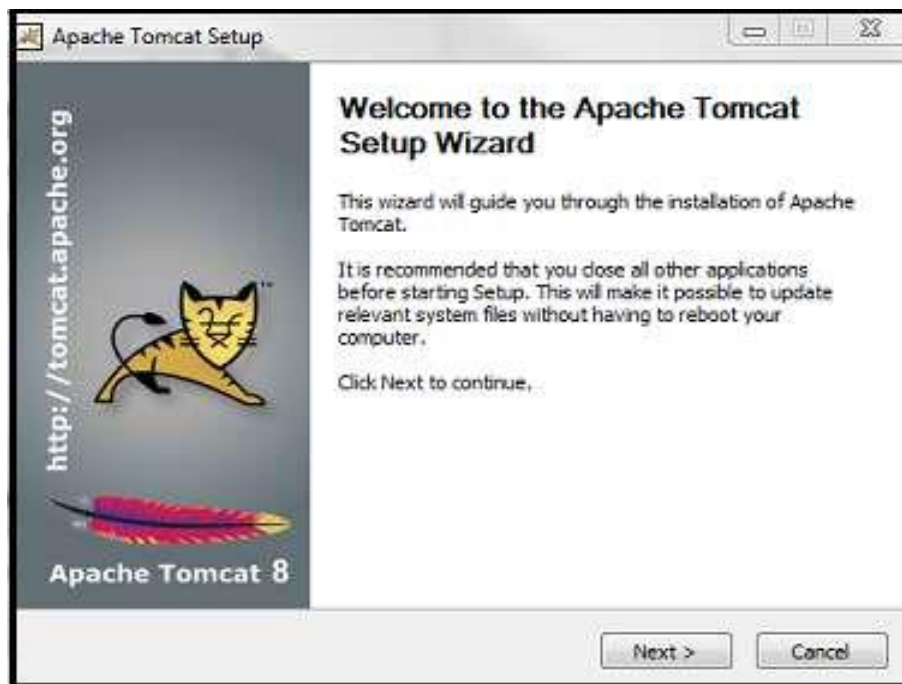 Apache Tomcat Setup
http://tomcat.apache.org
Apache Tomcat 8
Welcome to the Apache Tomcat
Setup Wizard
This wizard will guide you through the installation of Apache
Tomcat.
It is recommended that you close all other applications
before starting Setup. This will make it possible to update
relevant system files without having to reboot your
computer.
Click Next to continue.
Next >
Cancel